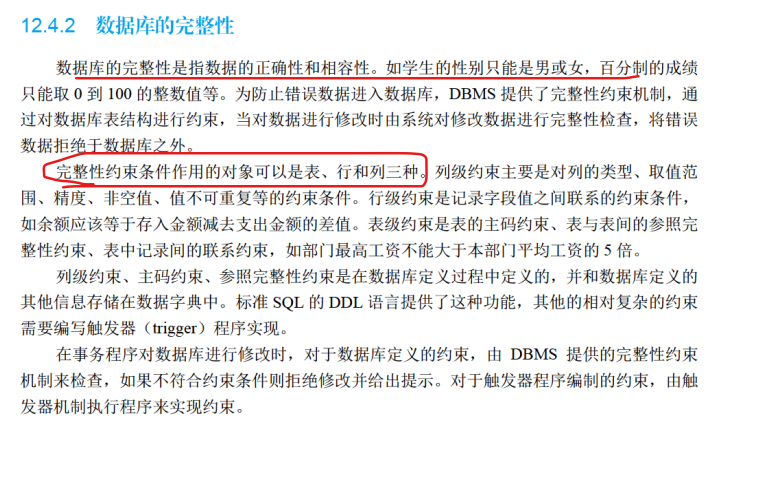 12.4.2 数据库的完整性
数据库的完整性是指数据的正确性和相容性。如学生的性别只能是男或女，百分制的成绩
只能取 0 到 100 的整数值等。为防止错误数据进入数据库，DBMS 提供了完整性约束机制，通
过对数据库表结构进行约束，当对数据进行修改时由系统对修改数据进行完整性检查，将错误
数据拒绝于数据库之外。
完整性约束条件作用的对象可以是表、行和列三种。列级约束主要是对列的类型、取值范
围、精度、非空值、值不可重复等的约束条件。行级约束是记录字段值之间联系的约束条件，
如余额应该等于存入金额减去支出金额的差值。表级约束是表的主码约束、表与表间的参照完
整性约束、表中记录间的联系约束，如部门最高工资不能大于本部门平均工资的 5 倍。
列级约束、主码约束、参照完整性约束是在数据库定义过程中定义的，并和数据库定义的
其他信息存储在数据字典中。标准 SQL 的 DDL 语言提供了这种功能，其他的相对复杂的约束
需要编写触发器（trigger）程序实现。
在事务程序对数据库进行修改时，对于数据库定义的约束，由 DBMS 提供的完整性约束
机制来检查，如果不符合约束条件则拒绝修改并给出提示。对于触发器程序编制的约束，由触
发器机制执行程序来实现约束。